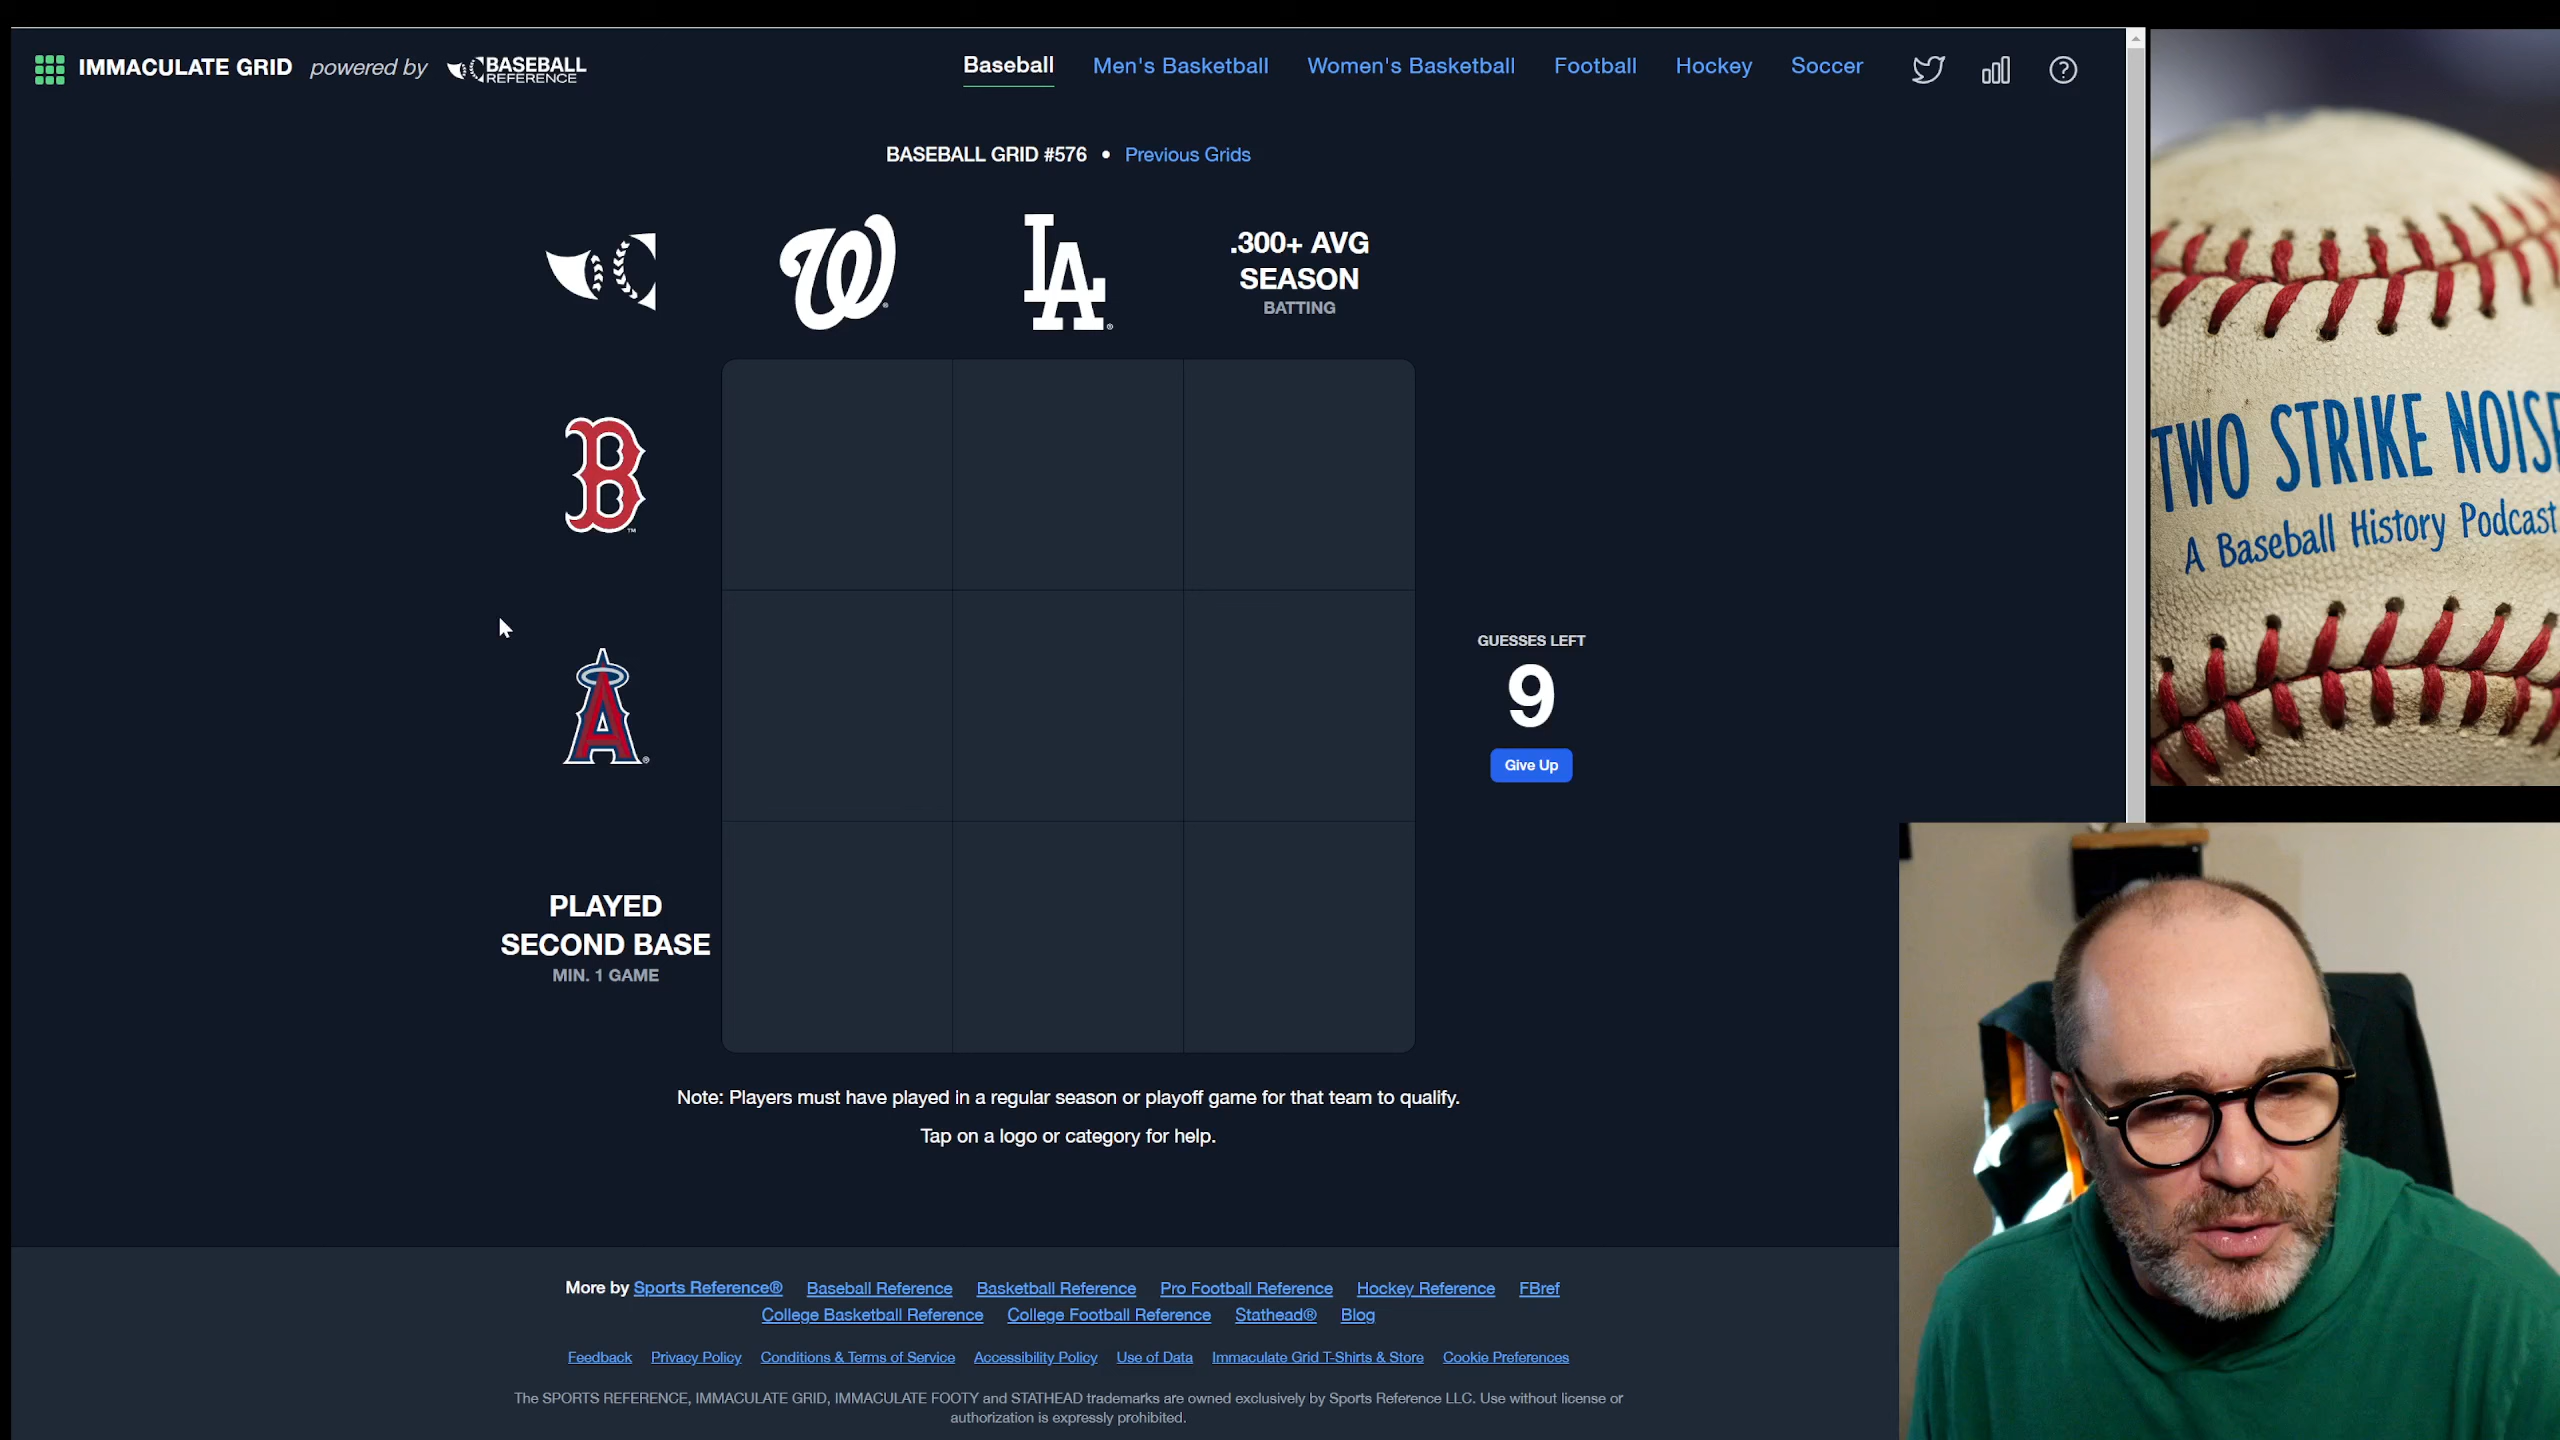 IMMACULATE GRID powered by BASEBALL REFERENCE
Baseball Men's Basketball Women's Basketball Football Hockey Soccer
BASEBALL GRID #576 • Previous Grids
W
LA
.300+ AVG
SEASON
BATTING
B
A
PLAYED
SECOND BASE
MIN. 1 GAME
GUESSES LEFT
9
Give Up
Note: Players must have played in a regular season or playoff game for that team to qualify.
Tap on a logo or category for help.
More by Sports Reference® Baseball Reference Basketball Reference Pro Football Reference Hockey Reference FBref
College Basketball Reference College Football Reference Stathead® Blog
Feedback Privacy Policy Conditions & Terms of Service Accessibility Policy Use of Data Immaculate Grid T-Shirts & Store Cookie Preferences
The SPORTS REFERENCE, IMMACULATE GRID, IMMACULATE FOOTY and STATHEAD trademarks are owned exclusively by Sports Reference LLC. Use without license or
authorization is expressly prohibited.
TWO STRIKE NOISE
A Baseball History Podcast